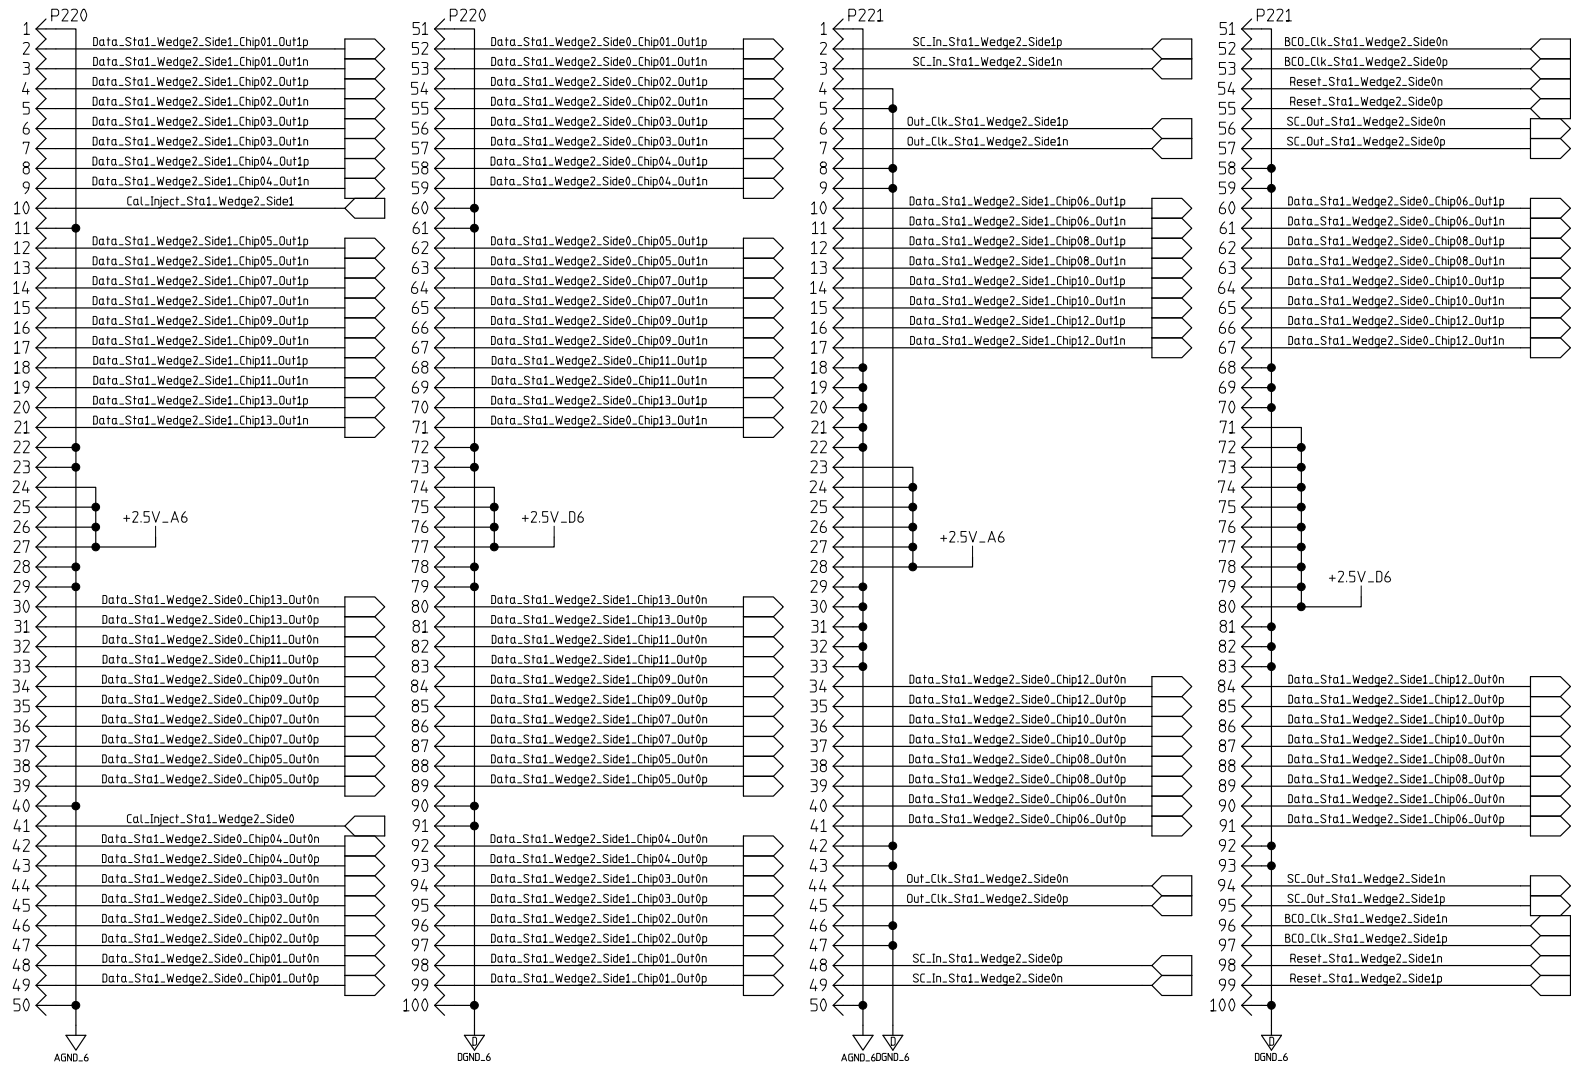 P220
1
2 Data_Sta1_Wedge2_Side1_Chip01_Out1p
3 Data_Sta1_Wedge2_Side1_Chip01_Out1n
4 Data_Sta1_Wedge2_Side1_Chip02_Out1p
5 Data_Sta1_Wedge2_Side1_Chip02_Out1n
6 Data_Sta1_Wedge2_Side1_Chip03_Out1p
7 Data_Sta1_Wedge2_Side1_Chip03_Out1n
8 Data_Sta1_Wedge2_Side1_Chip04_Out1p
9 Data_Sta1_Wedge2_Side1_Chip04_Out1n
10 Cal_Inject_Sta1_Wedge2_Side1
11
12 Data_Sta1_Wedge2_Side1_Chip05_Out1p
13 Data_Sta1_Wedge2_Side1_Chip05_Out1n
14 Data_Sta1_Wedge2_Side1_Chip07_Out1p
15 Data_Sta1_Wedge2_Side1_Chip07_Out1n
16 Data_Sta1_Wedge2_Side1_Chip09_Out1p
17 Data_Sta1_Wedge2_Side1_Chip09_Out1n
18 Data_Sta1_Wedge2_Side1_Chip11_Out1p
19 Data_Sta1_Wedge2_Side1_Chip11_Out1n
20 Data_Sta1_Wedge2_Side1_Chip13_Out1p
21 Data_Sta1_Wedge2_Side1_Chip13_Out1n
22
23
24
25
+2.5V_A6
26
27
28
29
30 Data_Sta1_Wedge2_Side0_Chip13_Out0n
31 Data_Sta1_Wedge2_Side0_Chip13_Out0p
32 Data_Sta1_Wedge2_Side0_Chip11_Out0n
33 Data_Sta1_Wedge2_Side0_Chip11_Out0p
34 Data_Sta1_Wedge2_Side0_Chip09_Out0n
35 Data_Sta1_Wedge2_Side0_Chip09_Out0p
36 Data_Sta1_Wedge2_Side0_Chip07_Out0n
37 Data_Sta1_Wedge2_Side0_Chip07_Out0p
38 Data_Sta1_Wedge2_Side0_Chip05_Out0n
39 Data_Sta1_Wedge2_Side0_Chip05_Out0p
40
41 Cal_Inject_Sta1_Wedge2_Side0
42 Data_Sta1_Wedge2_Side0_Chip04_Out0n
43 Data_Sta1_Wedge2_Side0_Chip04_Out0p
44 Data_Sta1_Wedge2_Side0_Chip03_Out0n
45 Data_Sta1_Wedge2_Side0_Chip03_Out0p
46 Data_Sta1_Wedge2_Side0_Chip02_Out0n
47 Data_Sta1_Wedge2_Side0_Chip02_Out0p
48 Data_Sta1_Wedge2_Side0_Chip01_Out0n
49 Data_Sta1_Wedge2_Side0_Chip01_Out0p
50
AGND_6
P220
51
52 Data_Sta1_Wedge2_Side0_Chip01_Out1p
53 Data_Sta1_Wedge2_Side0_Chip01_Out1n
54 Data_Sta1_Wedge2_Side0_Chip02_Out1p
55 Data_Sta1_Wedge2_Side0_Chip02_Out1n
56 Data_Sta1_Wedge2_Side0_Chip03_Out1p
57 Data_Sta1_Wedge2_Side0_Chip03_Out1n
58 Data_Sta1_Wedge2_Side0_Chip04_Out1p
59 Data_Sta1_Wedge2_Side0_Chip04_Out1n
60
61
62 Data_Sta1_Wedge2_Side0_Chip05_Out1p
63 Data_Sta1_Wedge2_Side0_Chip05_Out1n
64 Data_Sta1_Wedge2_Side0_Chip07_Out1p
65 Data_Sta1_Wedge2_Side0_Chip07_Out1n
66 Data_Sta1_Wedge2_Side0_Chip09_Out1p
67 Data_Sta1_Wedge2_Side0_Chip09_Out1n
68 Data_Sta1_Wedge2_Side0_Chip11_Out1p
69 Data_Sta1_Wedge2_Side0_Chip11_Out1n
70 Data_Sta1_Wedge2_Side0_Chip13_Out1p
71 Data_Sta1_Wedge2_Side0_Chip13_Out1n
72
73
74
75
+2.5V_D6
76
77
78
79
80 Data_Sta1_Wedge2_Side1_Chip13_Out0n
81 Data_Sta1_Wedge2_Side1_Chip13_Out0p
82 Data_Sta1_Wedge2_Side1_Chip11_Out0n
83 Data_Sta1_Wedge2_Side1_Chip11_Out0p
84 Data_Sta1_Wedge2_Side1_Chip09_Out0n
85 Data_Sta1_Wedge2_Side1_Chip09_Out0p
86 Data_Sta1_Wedge2_Side1_Chip07_Out0n
87 Data_Sta1_Wedge2_Side1_Chip07_Out0p
88 Data_Sta1_Wedge2_Side1_Chip05_Out0n
89 Data_Sta1_Wedge2_Side1_Chip05_Out0p
90
91
92 Data_Sta1_Wedge2_Side1_Chip04_Out0n
93 Data_Sta1_Wedge2_Side1_Chip04_Out0p
94 Data_Sta1_Wedge2_Side1_Chip03_Out0n
95 Data_Sta1_Wedge2_Side1_Chip03_Out0p
96 Data_Sta1_Wedge2_Side1_Chip02_Out0n
97 Data_Sta1_Wedge2_Side1_Chip02_Out0p
98 Data_Sta1_Wedge2_Side1_Chip01_Out0n
99 Data_Sta1_Wedge2_Side1_Chip01_Out0p
100
D
DGND_6
P221
1
2 SC_In_Sta1_Wedge2_Side1p
3 SC_In_Sta1_Wedge2_Side1n
4
5
6 Out_Clk_Sta1_Wedge2_Side1p
7 Out_Clk_Sta1_Wedge2_Side1n
8
9
10 Data_Sta1_Wedge2_Side1_Chip06_Out1p
11 Data_Sta1_Wedge2_Side1_Chip06_Out1n
12 Data_Sta1_Wedge2_Side1_Chip08_Out1p
13 Data_Sta1_Wedge2_Side1_Chip08_Out1n
14 Data_Sta1_Wedge2_Side1_Chip10_Out1p
15 Data_Sta1_Wedge2_Side1_Chip10_Out1n
16 Data_Sta1_Wedge2_Side1_Chip12_Out1p
17 Data_Sta1_Wedge2_Side1_Chip12_Out1n
18
19
20
21
22
23
24
25
26
+2.5V_A6
27
28
29
30
31
32
33
34 Data_Sta1_Wedge2_Side0_Chip12_Out0n
35 Data_Sta1_Wedge2_Side0_Chip12_Out0p
36 Data_Sta1_Wedge2_Side0_Chip10_Out0n
37 Data_Sta1_Wedge2_Side0_Chip10_Out0p
38 Data_Sta1_Wedge2_Side0_Chip08_Out0n
39 Data_Sta1_Wedge2_Side0_Chip08_Out0p
40 Data_Sta1_Wedge2_Side0_Chip06_Out0n
41 Data_Sta1_Wedge2_Side0_Chip06_Out0p
42
43
44 Out_Clk_Sta1_Wedge2_Side0n
45 Out_Clk_Sta1_Wedge2_Side0p
46
47
48 SC_In_Sta1_Wedge2_Side0p
49 SC_In_Sta1_Wedge2_Side0n
50
D
AGND_6 DGND_6
P221
51
52 BCO_Clk_Sta1_Wedge2_Side0n
53 BCO_Clk_Sta1_Wedge2_Side0p
54 Reset_Sta1_Wedge2_Side0n
55 Reset_Sta1_Wedge2_Side0p
56 SC_Out_Sta1_Wedge2_Side0n
57 SC_Out_Sta1_Wedge2_Side0p
58
59
60 Data_Sta1_Wedge2_Side0_Chip06_Out1p
61 Data_Sta1_Wedge2_Side0_Chip06_Out1n
62 Data_Sta1_Wedge2_Side0_Chip08_Out1p
63 Data_Sta1_Wedge2_Side0_Chip08_Out1n
64 Data_Sta1_Wedge2_Side0_Chip10_Out1p
65 Data_Sta1_Wedge2_Side0_Chip10_Out1n
66 Data_Sta1_Wedge2_Side0_Chip12_Out1p
67 Data_Sta1_Wedge2_Side0_Chip12_Out1n
68
69
70
71
72
73
74
75
76
77
78
+2.5V_D6
79
80
81
82
83
84 Data_Sta1_Wedge2_Side1_Chip12_Out0n
85 Data_Sta1_Wedge2_Side1_Chip12_Out0p
86 Data_Sta1_Wedge2_Side1_Chip10_Out0p
87 Data_Sta1_Wedge2_Side1_Chip10_Out0n
88 Data_Sta1_Wedge2_Side1_Chip08_Out0n
89 Data_Sta1_Wedge2_Side1_Chip08_Out0p
90 Data_Sta1_Wedge2_Side1_Chip06_Out0n
91 Data_Sta1_Wedge2_Side1_Chip06_Out0p
92
93
94 SC_Out_Sta1_Wedge2_Side1n
95 SC_Out_Sta1_Wedge2_Side1p
96 BCO_Clk_Sta1_Wedge2_Side1n
97 BCO_Clk_Sta1_Wedge2_Side1p
98 Reset_Sta1_Wedge2_Side1n
99 Reset_Sta1_Wedge2_Side1p
100
D
DGND_6